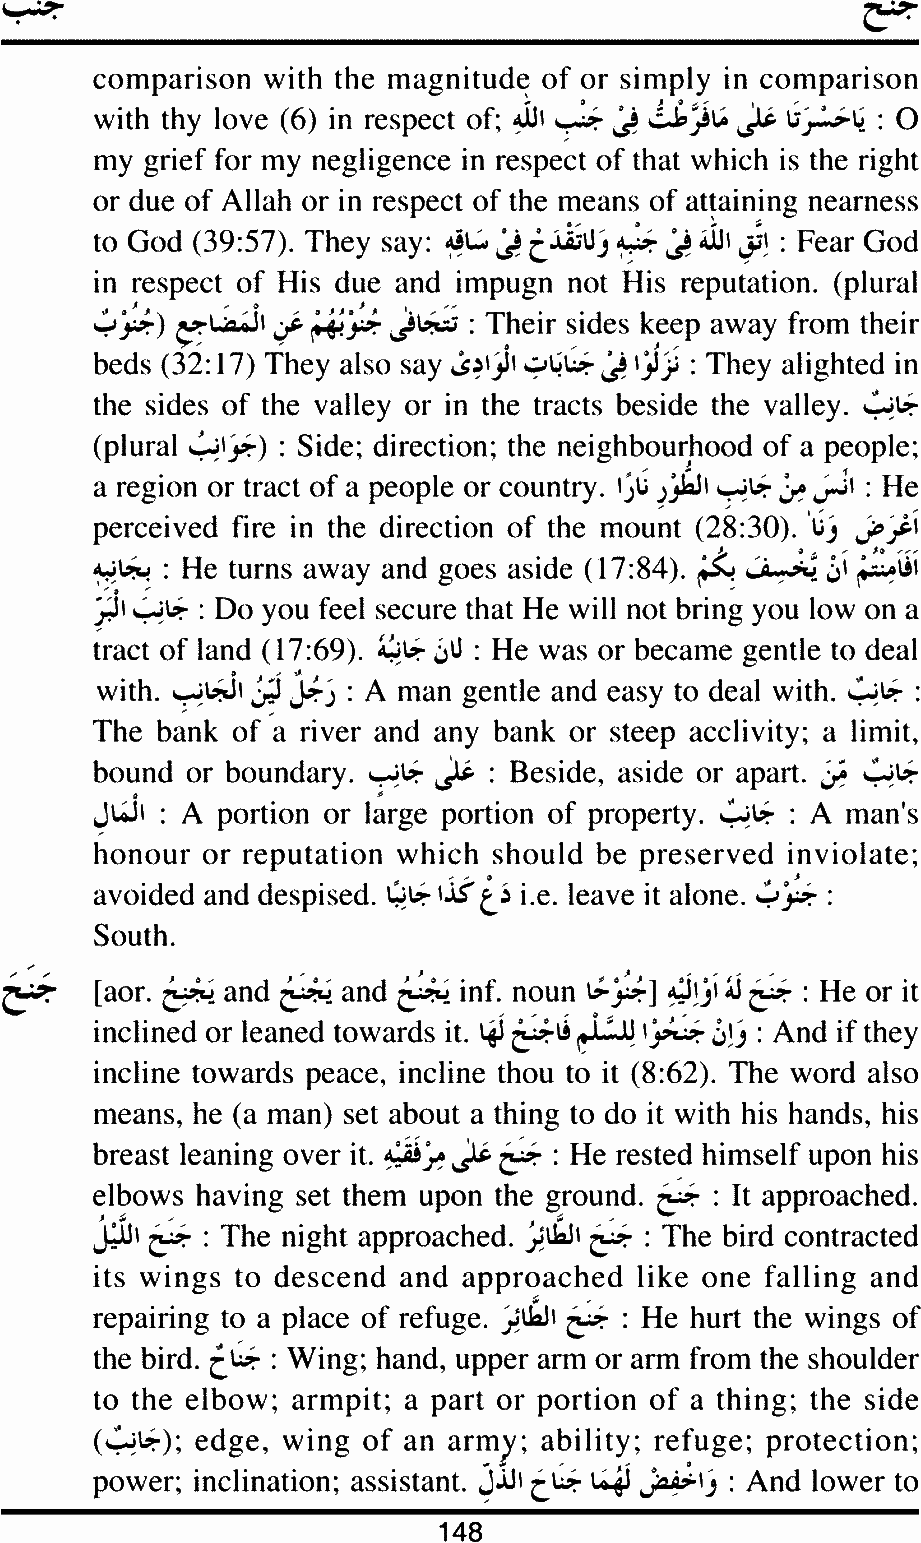 جنب جنح
comparison with the magnitude of or simply in comparison
with thy love (6) in respect of; يَاحَسْرَتَا عَلٰى مَافَرَّطْتُ فِىْ جَنْبِ اللّٰهِ : O
my grief for my negligence in respect of that which is the right
or due of Allah or in respect of the means of attaining nearness
to God (39:57). They say: اِتَّقِ اللّٰهَ فِىْ جَنْبِهٖ وَلَاتَقْدَحْ فِىْ سَاقِهٖ : Fear God
in respect of His due and impugn not His reputation. (plural
جُنُوْبٌ) تَتَجَافٰى جُنُوْبُهُمْ عَنِ الْمَضَاجِعِ : Their sides keep away from their
beds (32:17) They also say نَزَلُوْا فِىْ جَنَابَاتِ الْوَادِىْ : They alighted in
the sides of the valley or in the tracts beside the valley. جَانِبٌ
(plural جَوَانِبُ) : Side; direction; the neighbourhood of a people;
a region or tract of a people or country. اٰنَسَ مِنْ جَانِبِ الطُّوْرِ نَارًا : He
perceived fire in the direction of the mount (28:30). اَعْرَضَ وَنَاٰ
بِجَانِبِهٖ : He turns away and goes aside (17:84). اَفَاَمِنْتُمْ اَنْ يَّخْسِفَ بِكُمْ
جَانِبَ الْبَرِّ : Do you feel secure that He will not bring you low on a
tract of land (17:69). لَانَ جَانِبُهٗ : He was or became gentle to deal
with. رَجُلٌ لَيِّنُ الْجَانِبِ : A man gentle and easy to deal with. جَانِبٌ :
The bank of a river and any bank or steep acclivity; a limit,
bound or boundary. عَلٰى جَانِبٍ : Beside, aside or apart. جَانِبٌ مِّنَ
الْمَالِ : A portion or large portion of property. جَانِبٌ : A man's
honour or reputation which should be preserved inviolate;
avoided and despised. دَعْ كَذَا جَانِبًا i.e. leave it alone. جَنُوْبٌ :
South.
جَنَحَ [aor. يَجْنِحُ and يَجْنَحُ and يَجْنُحُ inf. noun جُنُوْحًا] جَنَحَ لَهٗ اَوْاِلَيْهِ : He or it
inclined or leaned towards it. وَاِنْ جَنَحُوْا لِلسَّلْمِ فَاجْنَحْ لَهَا : And if they
incline towards peace, incline thou to it (8:62). The word also
means, he (a man) set about a thing to do it with his hands, his
breast leaning over it. جَنَحَ عَلٰى مِرْفَقَيْهِ : He rested himself upon his
elbows having set them upon the ground. جَنَحَ : It approached.
جَنَحَ اللَّيْلُ : The night approached. جَنَحَ الطَّائِرُ : The bird contracted
its wings to descend and approached like one falling and
repairing to a place of refuge. جَنَحَ الطَّائِرَ : He hurt the wings of
the bird. جَنَاحٌ : Wing; hand, upper arm or arm from the shoulder
to the elbow; armpit; a part or portion of a thing; the side
(جَانِبٌ); edge, wing of an army; ability; refuge; protection;
power; inclination; assistant. وَاخْفِضْ لَهُمَا جَنَاحَ الذُّلِّ : And lower to
148